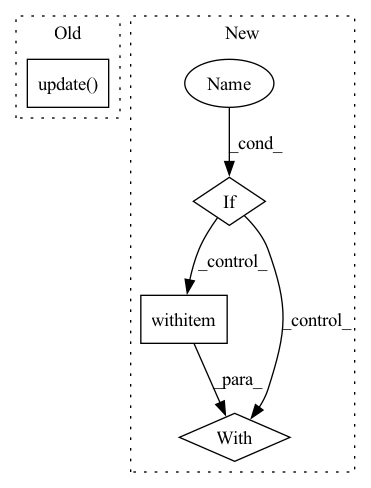 Old
New
update()
Name
_cond_
If
_control_
_control_
withitem
_para_
With